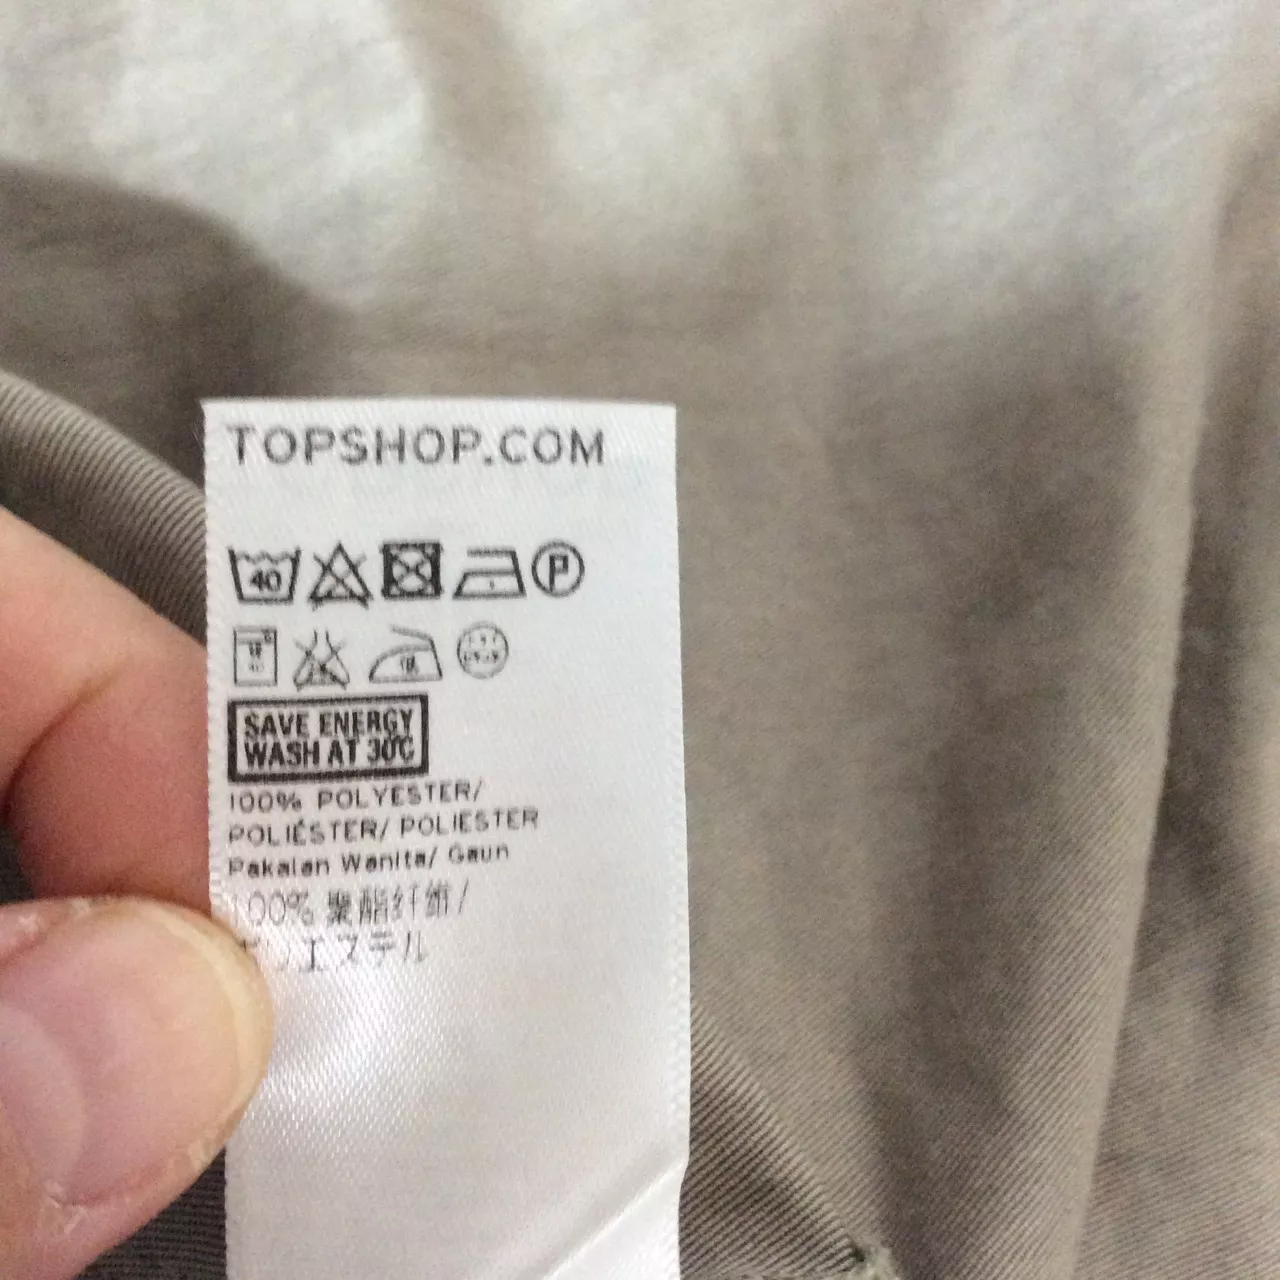 TOPSHOP.COM
40
P
SAVE ENERGY
WASH AT 30°C
100% POLYESTER/
POLIÉSTER/ POLIESTER
Pakaian Wanita/ Gaun
100% 聚酯纤维/
ポリエステル